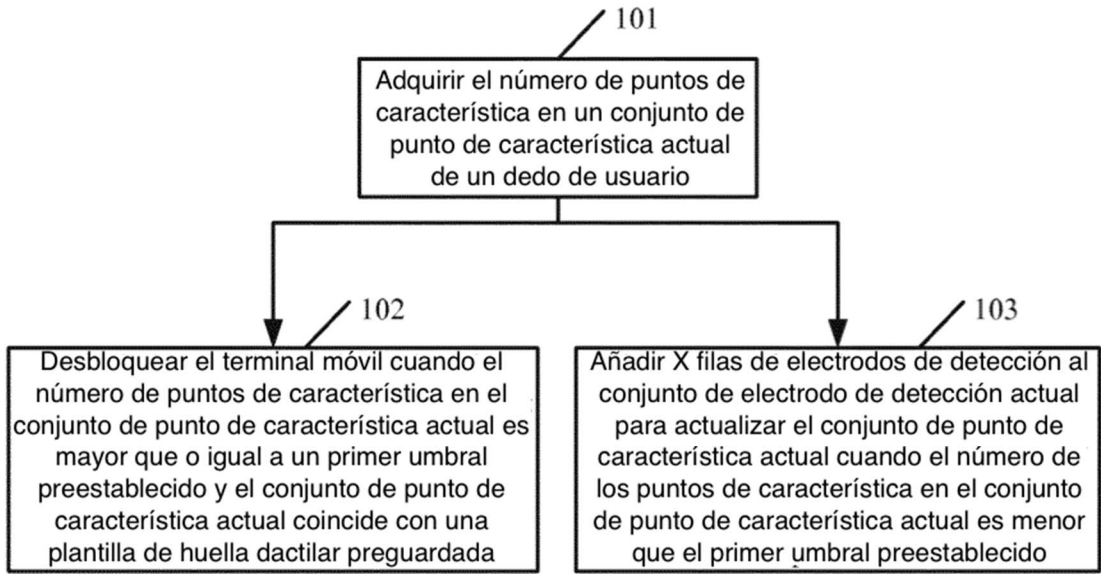 101
Adquirir el número de puntos de
característica en un conjunto de
punto de característica actual
de un dedo de usuario
102
Desbloquear el terminal móvil cuando el
número de puntos de característica en el
conjunto de punto de característica actual es
mayor que o igual a un primer umbral
preestablecido y el conjunto de punto de
característica actual coincide con una
plantilla de huella dactilar preguardada
103
Añadir X filas de electrodos de detección al
conjunto de electrodo de detección actual
para actualizar el conjunto de punto de
característica actual cuando el número de
los puntos de característica en el conjunto
de punto de característica actual es menor
que el primer umbral preestablecido